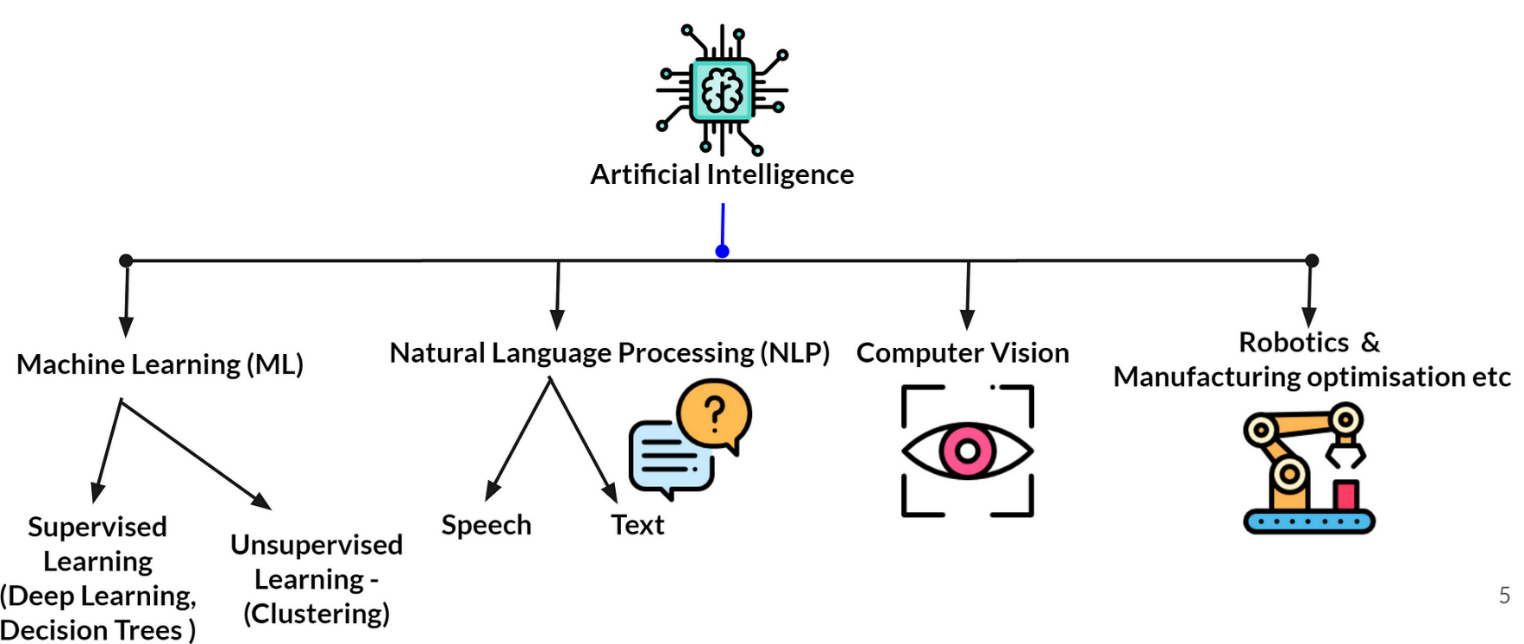 Artificial Intelligence
Machine Learning (ML)
Natural Language Processing (NLP)
Computer Vision
Robotics &
Manufacturing optimisation etc
Supervised
Learning
(Deep Learning,
Decision Trees )
Unsupervised
Learning -
(Clustering)
Speech
Text
?
5